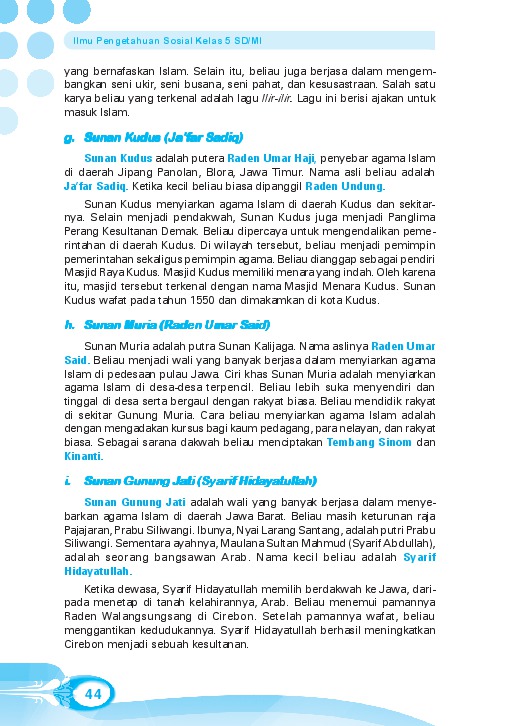 Ilmu Pengetahuan Sosial Kelas 5 SD/MI
yang bernafaskan Islam. Selain itu, beliau juga berjasa dalam mengem-
bangkan seni ukir, seni busana, seni pahat, dan kesusastraan. Salah satu
karya beliau yang terkenal adalah lagu Ilir-ilir. Lagu ini berisi ajakan untuk
masuk Islam.
g. Sunan Kudus (Ja'far Sadiq)
Sunan Kudus adalah putera Raden Umar Haji, penyebar agama Islam
di daerah Jipang Panolan, Blora, Jawa Timur. Nama asli beliau adalah
Ja'far Sadiq. Ketika kecil beliau biasa dipanggil Raden Undung.
Sunan Kudus menyiarkan agama Islam di daerah Kudus dan sekitar-
nya. Selain menjadi pendakwah, Sunan Kudus juga menjadi Panglima
Perang Kesultanan Demak. Beliau dipercaya untuk mengendalikan peme-
rintahan di daerah Kudus. Di wilayah tersebut, beliau menjadi pemimpin
pemerintahan sekaligus pemimpin agama. Beliau dianggap sebagai pendiri
Masjid Raya Kudus. Masjid Kudus memiliki menara yang indah. Oleh karena
itu, masjid tersebut terkenal dengan nama Masjid Menara Kudus. Sunan
Kudus wafat pada tahun 1550 dan dimakamkan di kota Kudus.
h. Sunan Muria (Raden Umar Said)
Sunan Muria adalah putra Sunan Kalijaga. Nama aslinya Raden Umar
Said. Beliau menjadi wali yang banyak berjasa dalam menyiarkan agama
Islam di pedesaan pulau Jawa. Ciri khas Sunan Muria adalah menyiarkan
agama Islam di desa-desa terpencil. Beliau lebih suka menyendiri dan
tinggal di desa serta bergaul dengan rakyat biasa. Beliau mendidik rakyat
di sekitar Gunung Muria. Cara beliau menyiarkan agama Islam adalah
dengan mengadakan kursus bagi kaum pedagang, para nelayan, dan rakyat
biasa. Sebagai sarana dakwah beliau menciptakan Tembang Sinom dan
Kinanti.
i. Sunan Gunung Jati (Syarif Hidayatullah)
Sunan Gunung Jati adalah wali yang banyak berjasa dalam menye-
barkan agama Islam di daerah Jawa Barat. Beliau masih keturunan raja
Pajajaran, Prabu Siliwangi. Ibunya, Nyai Larang Santang, adalah putri Prabu
Siliwangi. Sementara ayahnya, Maulana Sultan Mahmud (Syarif Abdullah),
adalah seorang bangsawan Arab. Nama kecil beliau adalah Syarif
Hidayatullah.
Ketika dewasa, Syarif Hidayatullah memilih berdakwah ke Jawa, dari-
pada menetap di tanah kelahirannya, Arab. Beliau menemui pamannya
Raden Walangsungsang di Cirebon. Setelah pamannya wafat, beliau
menggantikan kedudukannya. Syarif Hidayatullah berhasil meningkatkan
Cirebon menjadi sebuah kesultanan.
44